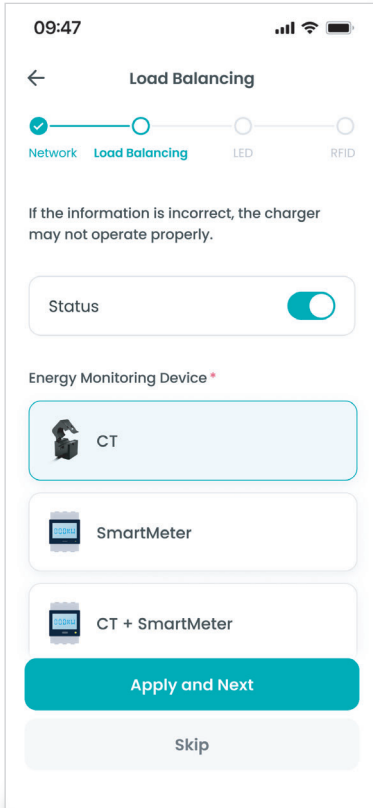 09:47
Load Balancing
Network Load Balancing LED RFID
If the information is incorrect, the charger
may not operate properly.
Status
Energy Monitoring Device *
CT
SmartMeter
CT + SmartMeter
Apply and Next
Skip